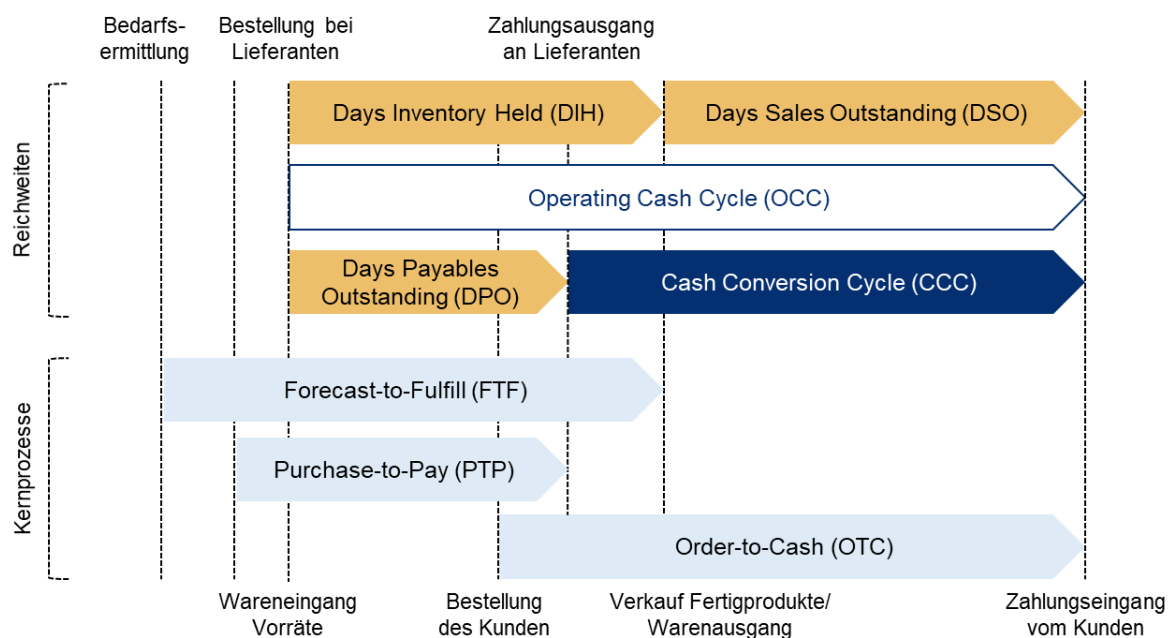 Bedarfs-
ermittlung
Bestellung bei
Lieferanten
Zahlungsausgang
an Lieferanten
Reichweiten
Days Inventory Held (DIH)
Days Sales Outstanding (DSO)
Operating Cash Cycle (OCC)
Days Payables
Outstanding (DPO)
Cash Conversion Cycle (CCC)
Kernprozesse
Forecast-to-Fulfill (FTF)
Purchase-to-Pay (PTP)
Order-to-Cash (OTC)
Wareneingang
Vorräte
Bestellung
des Kunden
Verkauf Fertigprodukte/
Warenausgang
Zahlungseingang
vom Kunden